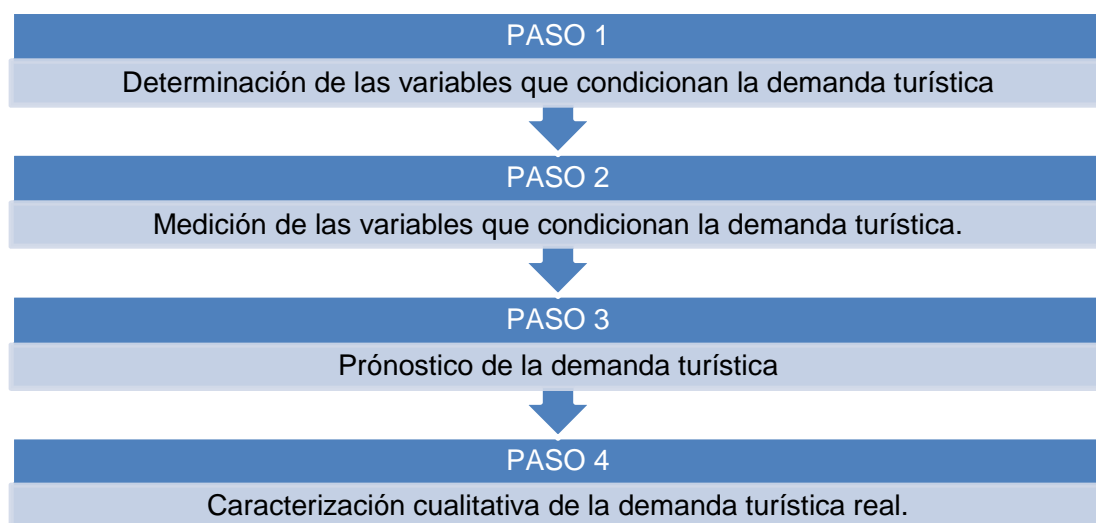 PASO 1
Determinación de las variables que condicionan la demanda turística
PASO 2
Medición de las variables que condicionan la demanda turística.
PASO 3
Prónostico de la demanda turística
PASO 4
Caracterización cualitativa de la demanda turística real.